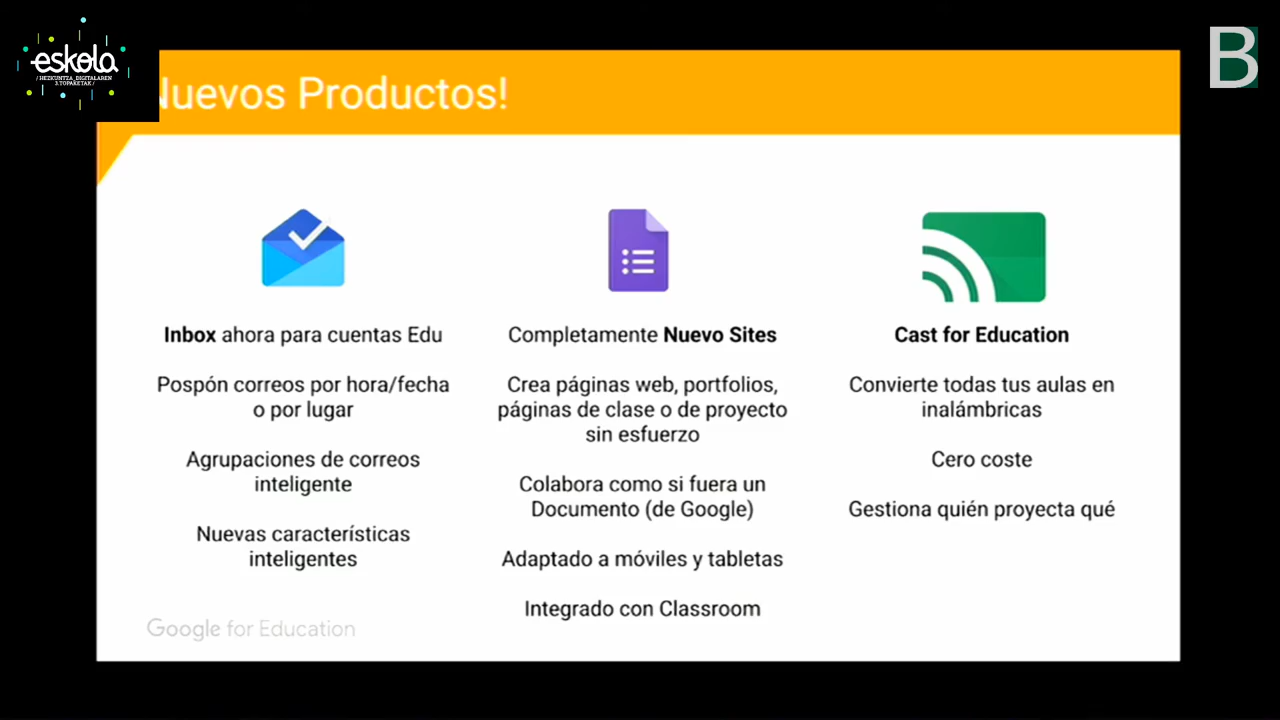 eskola
/ HEZKUNTZA_DIGITALAREN
3.TOPAKETAK /
B
Nuevos Productos!
Inbox ahora para cuentas Edu
Pospón correos por hora/fecha
o por lugar
Agrupaciones de correos
inteligente
Nuevas características
inteligentes
Completamente Nuevo Sites
Crea páginas web, portfolios,
páginas de clase o de proyecto
sin esfuerzo
Colabora como si fuera un
Documento (de Google)
Adaptado a móviles y tabletas
Integrado con Classroom
Cast for Education
Convierte todas tus aulas en
inalámbricas
Cero coste
Gestiona quién proyecta qué
Google for Education